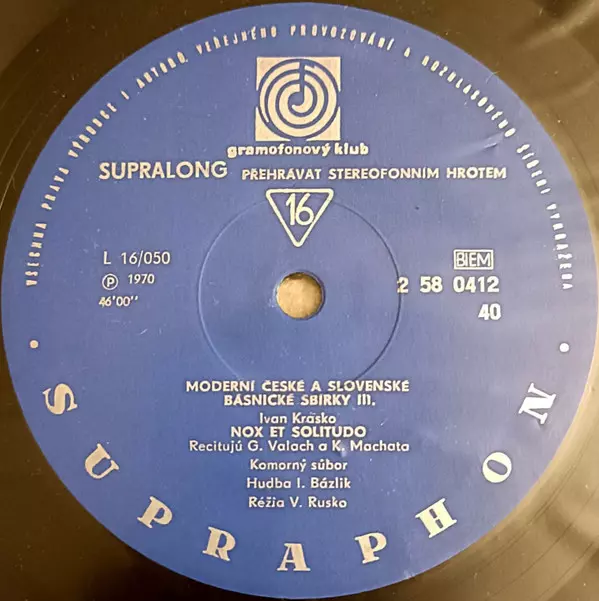 VŠECHNA PRÁVA VÝROBCE I AUTORŮ VEŘEJNÉHO PROVOZOVÁNÍ A ROZHLASOVÉHO ŠÍŘENÍ VYHRAŽENA
gramofonový klub
SUPRALONG PŘEHRÁVAT STEREOFONNÍM HROTEM
16
L 16/050
BIEM
Ⓟ 1970
2 58 0412
46'00''
40
MODERNÍ ČESKÉ A SLOVENSKÉ
BÁSNICKÉ SBÍRKY III.
Ivan Krasko
NOX ET SOLITUDO
Recitujú G. Valach a K. Machata
Komorný súbor
Hudba I. Bázlik
Réžia V. Rusko
• SUPRAPHON •